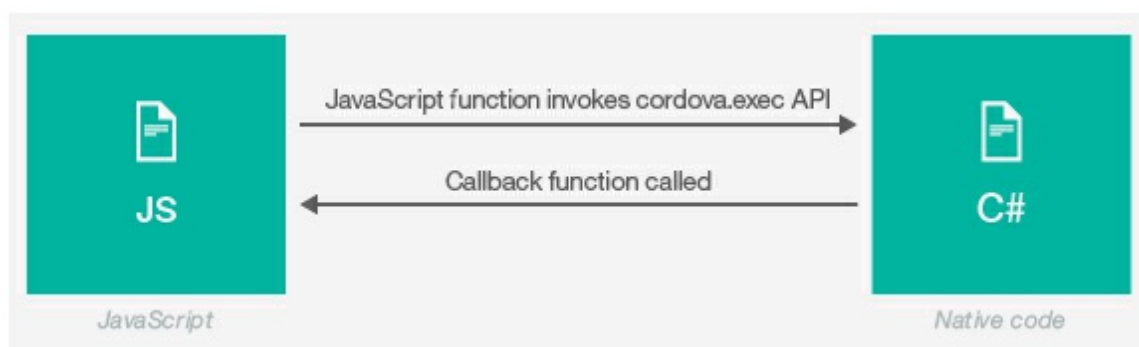 JavaScript function invokes cordova.exec API
Callback function called
JS
C#
JavaScript
Native code